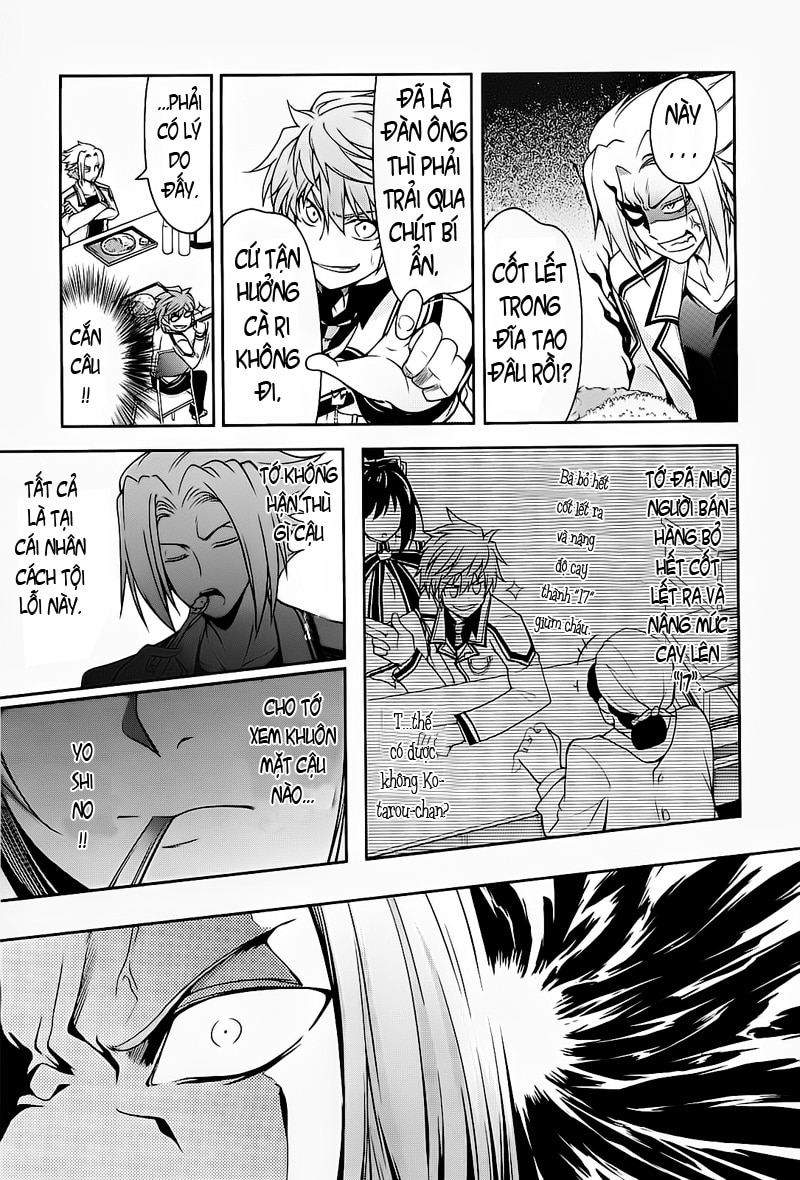 NÀY
...
CỐT LẾT
TRONG
ĐĨA TAO
ĐÂU RỒI?
ĐÃ LÀ
ĐÀN ÔNG
THÌ PHẢI
TRẢI QUA
CHÚT BÍ
ẨN,
CỨ TẬN
HƯỞNG
CÀ RI
KHÔNG
ĐI,
...PHẢI
CÓ LÝ
DO
ĐẤY.
CẮN
CÂU
!!
TỚ ĐÃ NHỜ
NGƯỜI BÁN
HÀNG BỎ
HẾT CỐT
LẾT RA VÀ
NÂNG MỨC
CAY LÊN
"17".
Bà bỏ hết
cốt lết ra
và nâng
độ cay
thành "17"
giùm cháu.
T...thế
có được
không Ko-
tarou-chan?
TỚ KHÔNG
HẬN THÙ
GÌ CẬU
TẤT CẢ
LÀ TẠI
CÁI NHÂN
CÁCH TỘI
LỖI NÀY.
CHO TỚ
XEM KHUÔN
MẶT CẬU
NÀO...
YO
SHI
NO
!!